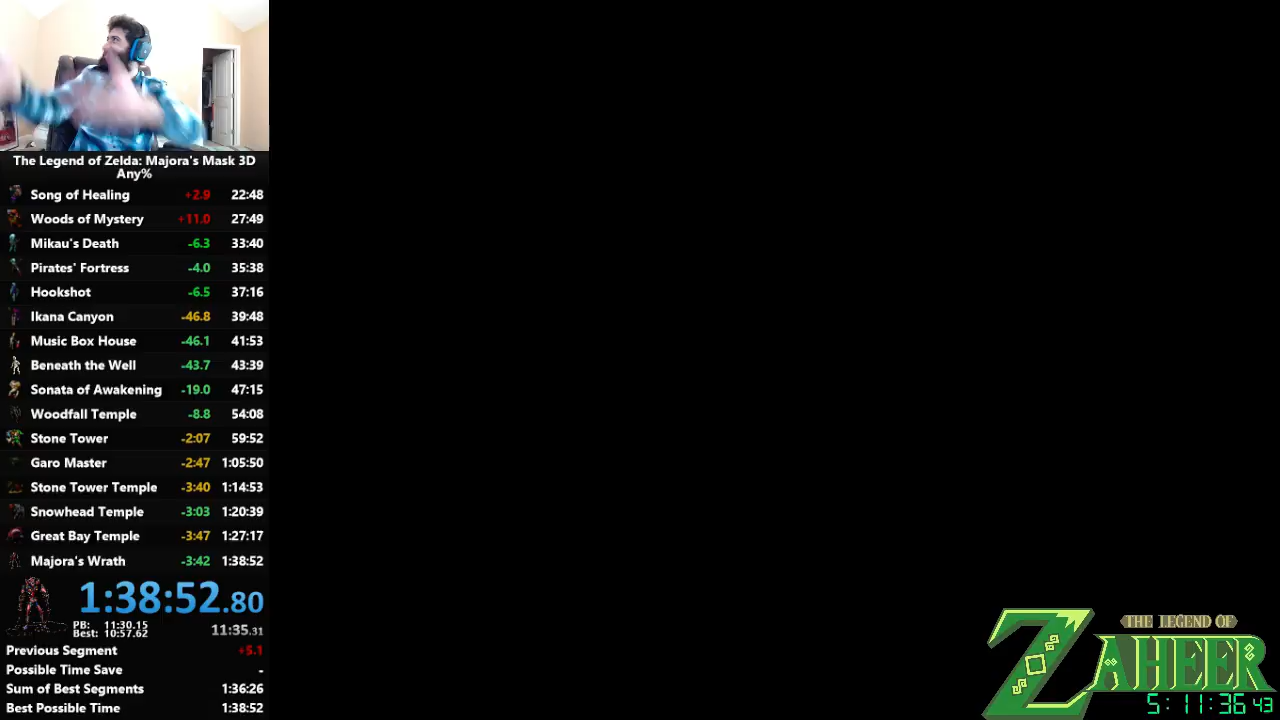 The Legend of Zelda: Majora's Mask 3D
Any%
Song of Healing +2.9 22:48
Woods of Mystery +11.0 27:49
Mikau's Death -6.3 33:40
Pirates' Fortress -4.0 35:38
Hookshot -6.5 37:16
Ikana Canyon -46.8 39:48
Music Box House -46.1 41:53
Beneath the Well -43.7 43:39
Sonata of Awakening -19.0 47:15
Woodfall Temple -8.8 54:08
Stone Tower -2:07 59:52
Garo Master -2:47 1:05:50
Stone Tower Temple -3:40 1:14:53
Snowhead Temple -3:03 1:20:39
Great Bay Temple -3:47 1:27:17
Majora's Wrath -3:42 1:38:52
1:38:52.80
PB: 11:30.15
Best: 10:57.62 11:35.31
Previous Segment +5.1
Possible Time Save -
Sum of Best Segments 1:36:26
Best Possible Time 1:38:52
THE LEGEND OF
ZAHEER
5:11:36 43